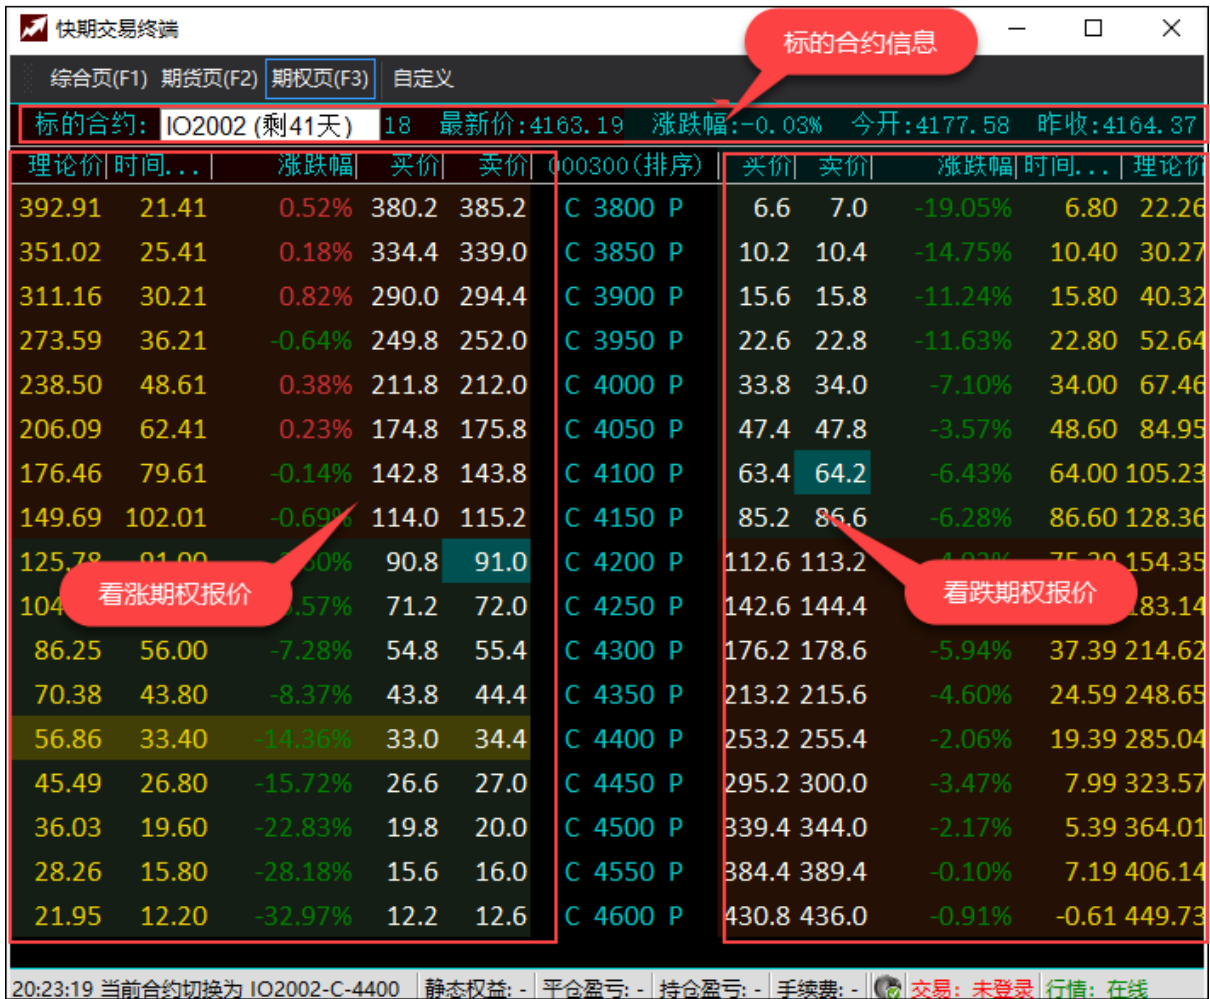 快期交易终端
标的合约信息
综合页(F1) 期货页(F2) 期权页(F3) 自定义
标的合约: IO2002 (剩41天) 18 最新价:4163.19 涨跌幅:-0.03% 今开:4177.58 昨收:4164.37
理论价 时间... 涨跌幅 买价 卖价 000300(排序) 买价 卖价 涨跌幅 时间... 理论价
392.91 21.41 0.52% 380.2 385.2 C 3800 P 6.6 7.0 -19.05% 6.80 22.26
351.02 25.41 0.18% 334.4 339.0 C 3850 P 10.2 10.4 -14.75% 10.40 30.27
311.16 30.21 0.82% 290.0 294.4 C 3900 P 15.6 15.8 -11.24% 15.80 40.32
273.59 36.21 -0.64% 249.8 252.0 C 3950 P 22.6 22.8 -11.63% 22.80 52.64
238.50 48.61 0.38% 211.8 212.0 C 4000 P 33.8 34.0 -7.10% 34.00 67.46
206.09 62.41 0.23% 174.8 175.8 C 4050 P 47.4 47.8 -3.57% 48.60 84.95
176.46 79.61 -0.14% 142.8 143.8 C 4100 P 63.4 64.2 -6.43% 64.00 105.23
149.69 102.01 -0.69% 114.0 115.2 C 4150 P 85.2 86.6 -6.28% 86.60 128.36
125.78 91.00 90.8 91.0 C 4200 P 112.6 113.2 154.35
看涨期权报价
看跌期权报价
71.2 72.0 C 4250 P 142.6 144.4 183.14
86.25 56.00 -7.28% 54.8 55.4 C 4300 P 176.2 178.6 -5.94% 37.39 214.62
70.38 43.80 -8.37% 43.8 44.4 C 4350 P 213.2 215.6 -4.60% 24.59 248.65
56.86 33.40 -14.36% 33.0 34.4 C 4400 P 253.2 255.4 -2.06% 19.39 285.04
45.49 26.80 -15.72% 26.6 27.0 C 4450 P 295.2 300.0 -3.47% 7.99 323.57
36.03 19.60 -22.83% 19.8 20.0 C 4500 P 339.4 344.0 -2.17% 5.39 364.01
28.26 15.80 -28.18% 15.6 16.0 C 4550 P 384.4 389.4 -0.10% 7.19 406.14
21.95 12.20 -32.97% 12.2 12.6 C 4600 P 430.8 436.0 -0.91% -0.61 449.73
20:23:19 当前合约切换为 IO2002-C-4400 静态权益: - 平仓盈亏: - 持仓盈亏: - 手续费: - 交易: 未登录 行情: 在线